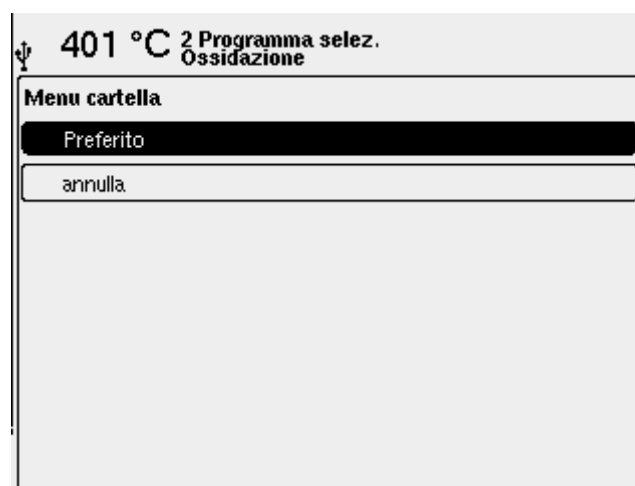 401 °C 2 Programma selez.
Ossidazione
Menu cartella
Preferito
annulla